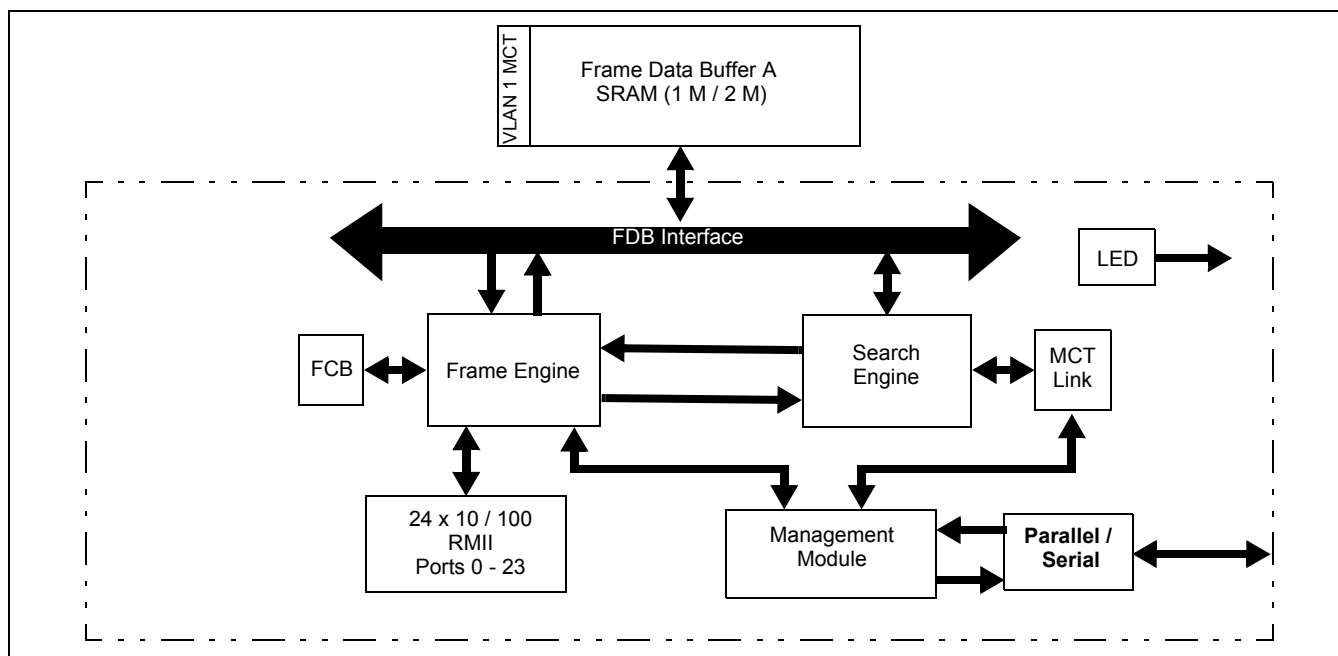 VLAN 1 MCT
Frame Data Buffer A
SRAM (1 M / 2 M)
FDB Interface
LED
FCB
Frame Engine
Search
Engine
MCT
Link
24 x 10 / 100
RMII
Ports 0 - 23
Management
Module
Parallel /
Serial